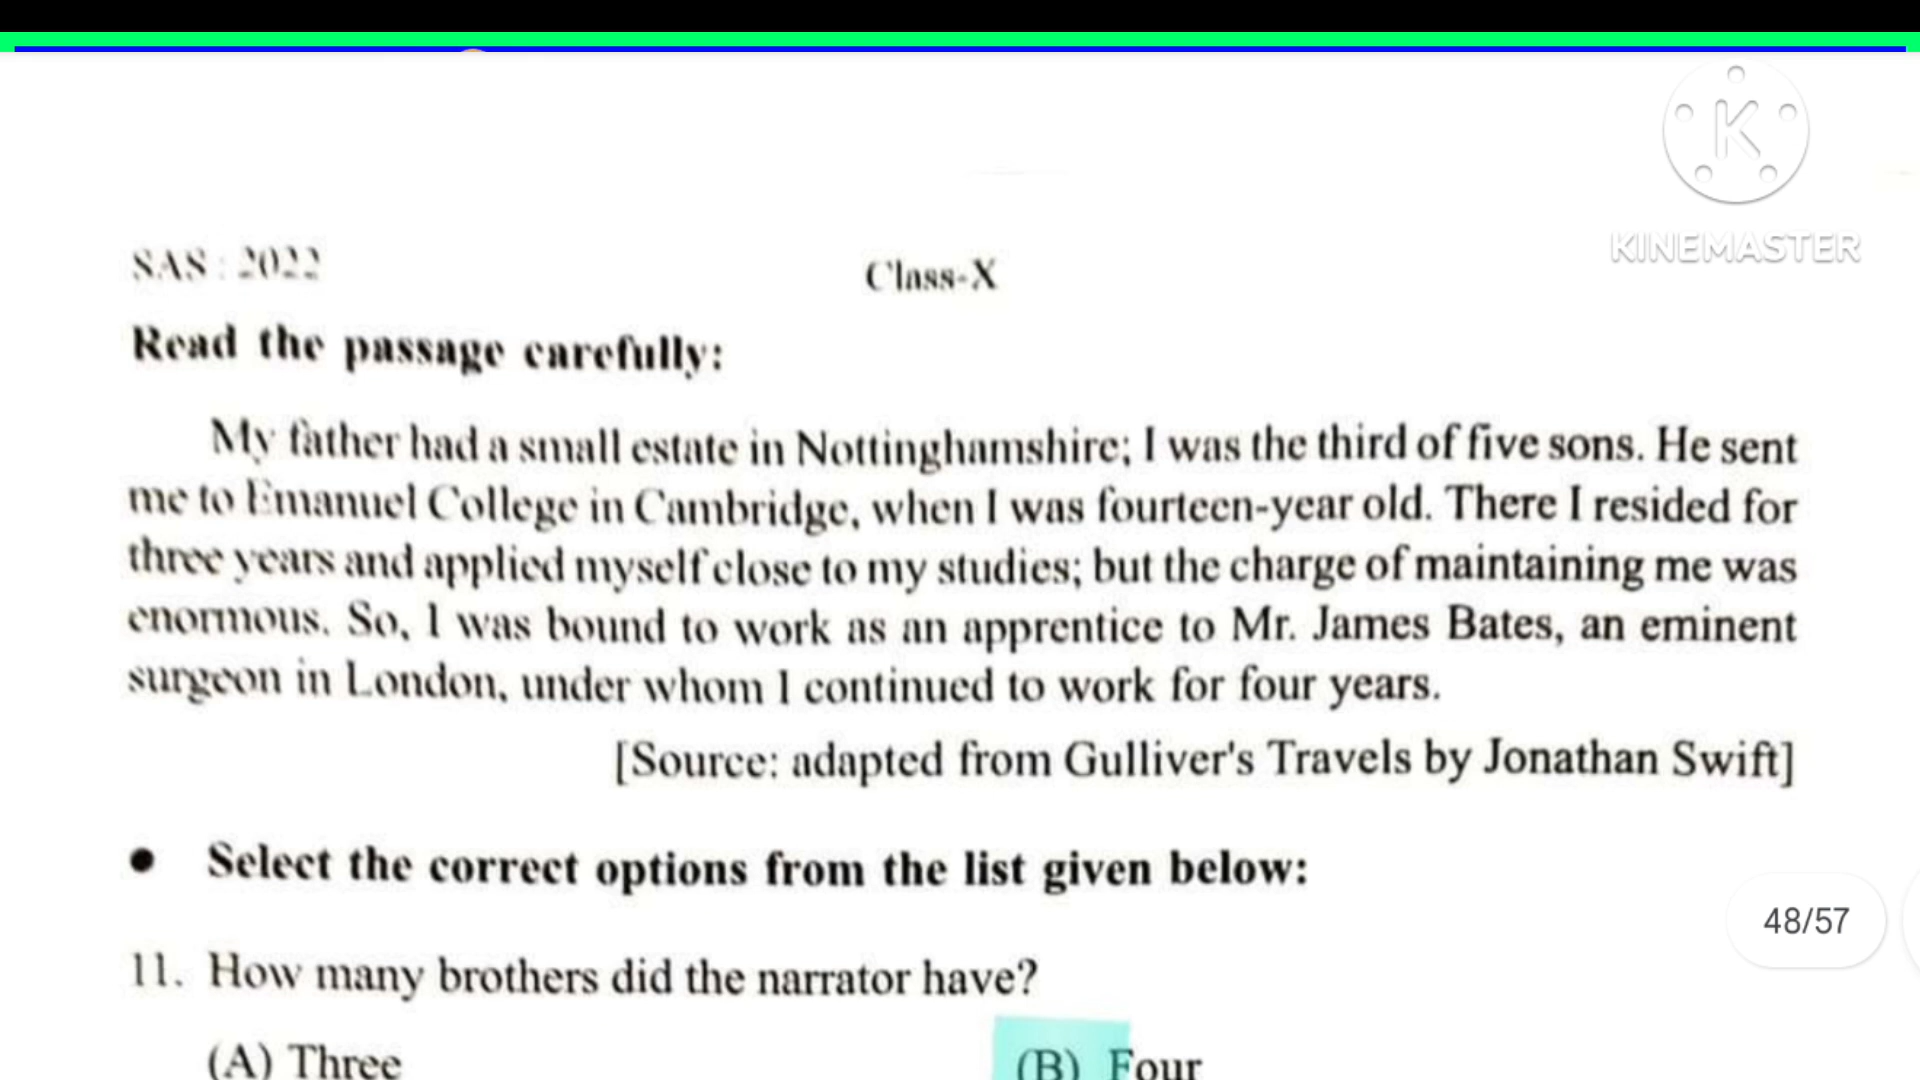 KINEMASTER
SAS : 2022
Class-X
Read the passage carefully:
My father had a small estate in Nottinghamshire; I was the third of five sons. He sent
me to Emanuel College in Cambridge, when I was fourteen-year old. There I resided for
three years and applied myself close to my studies; but the charge of maintaining me was
enormous. So, I was bound to work as an apprentice to Mr. James Bates, an eminent
surgeon in London, under whom I continued to work for four years.
[Source: adapted from Gulliver's Travels by Jonathan Swift]
• Select the correct options from the list given below:
48/57
11. How many brothers did the narrator have?
(A) Three (B) Four